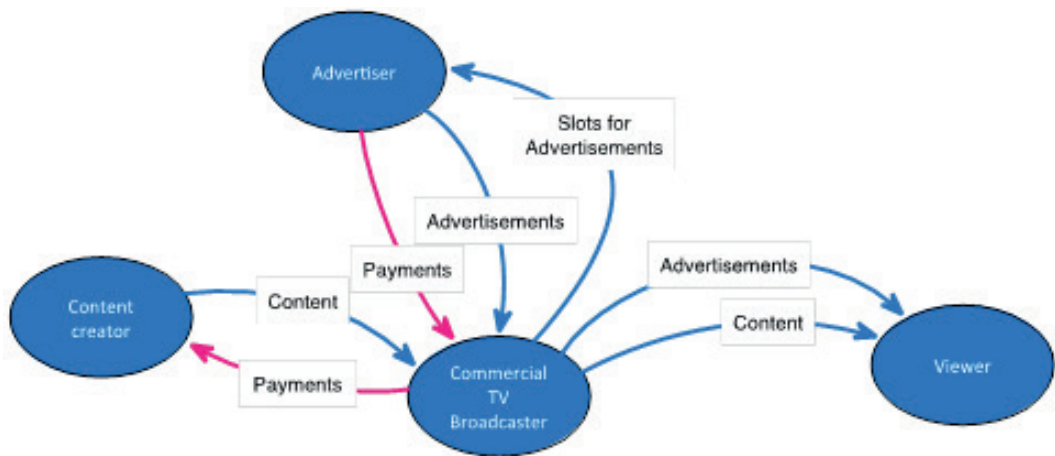 Advertiser
Slots for
Advertisements
Advertisements
Payments
Advertisements
Content
creator
Content
Content
Payments
Commercial
TV
Broadcaster
Viewer